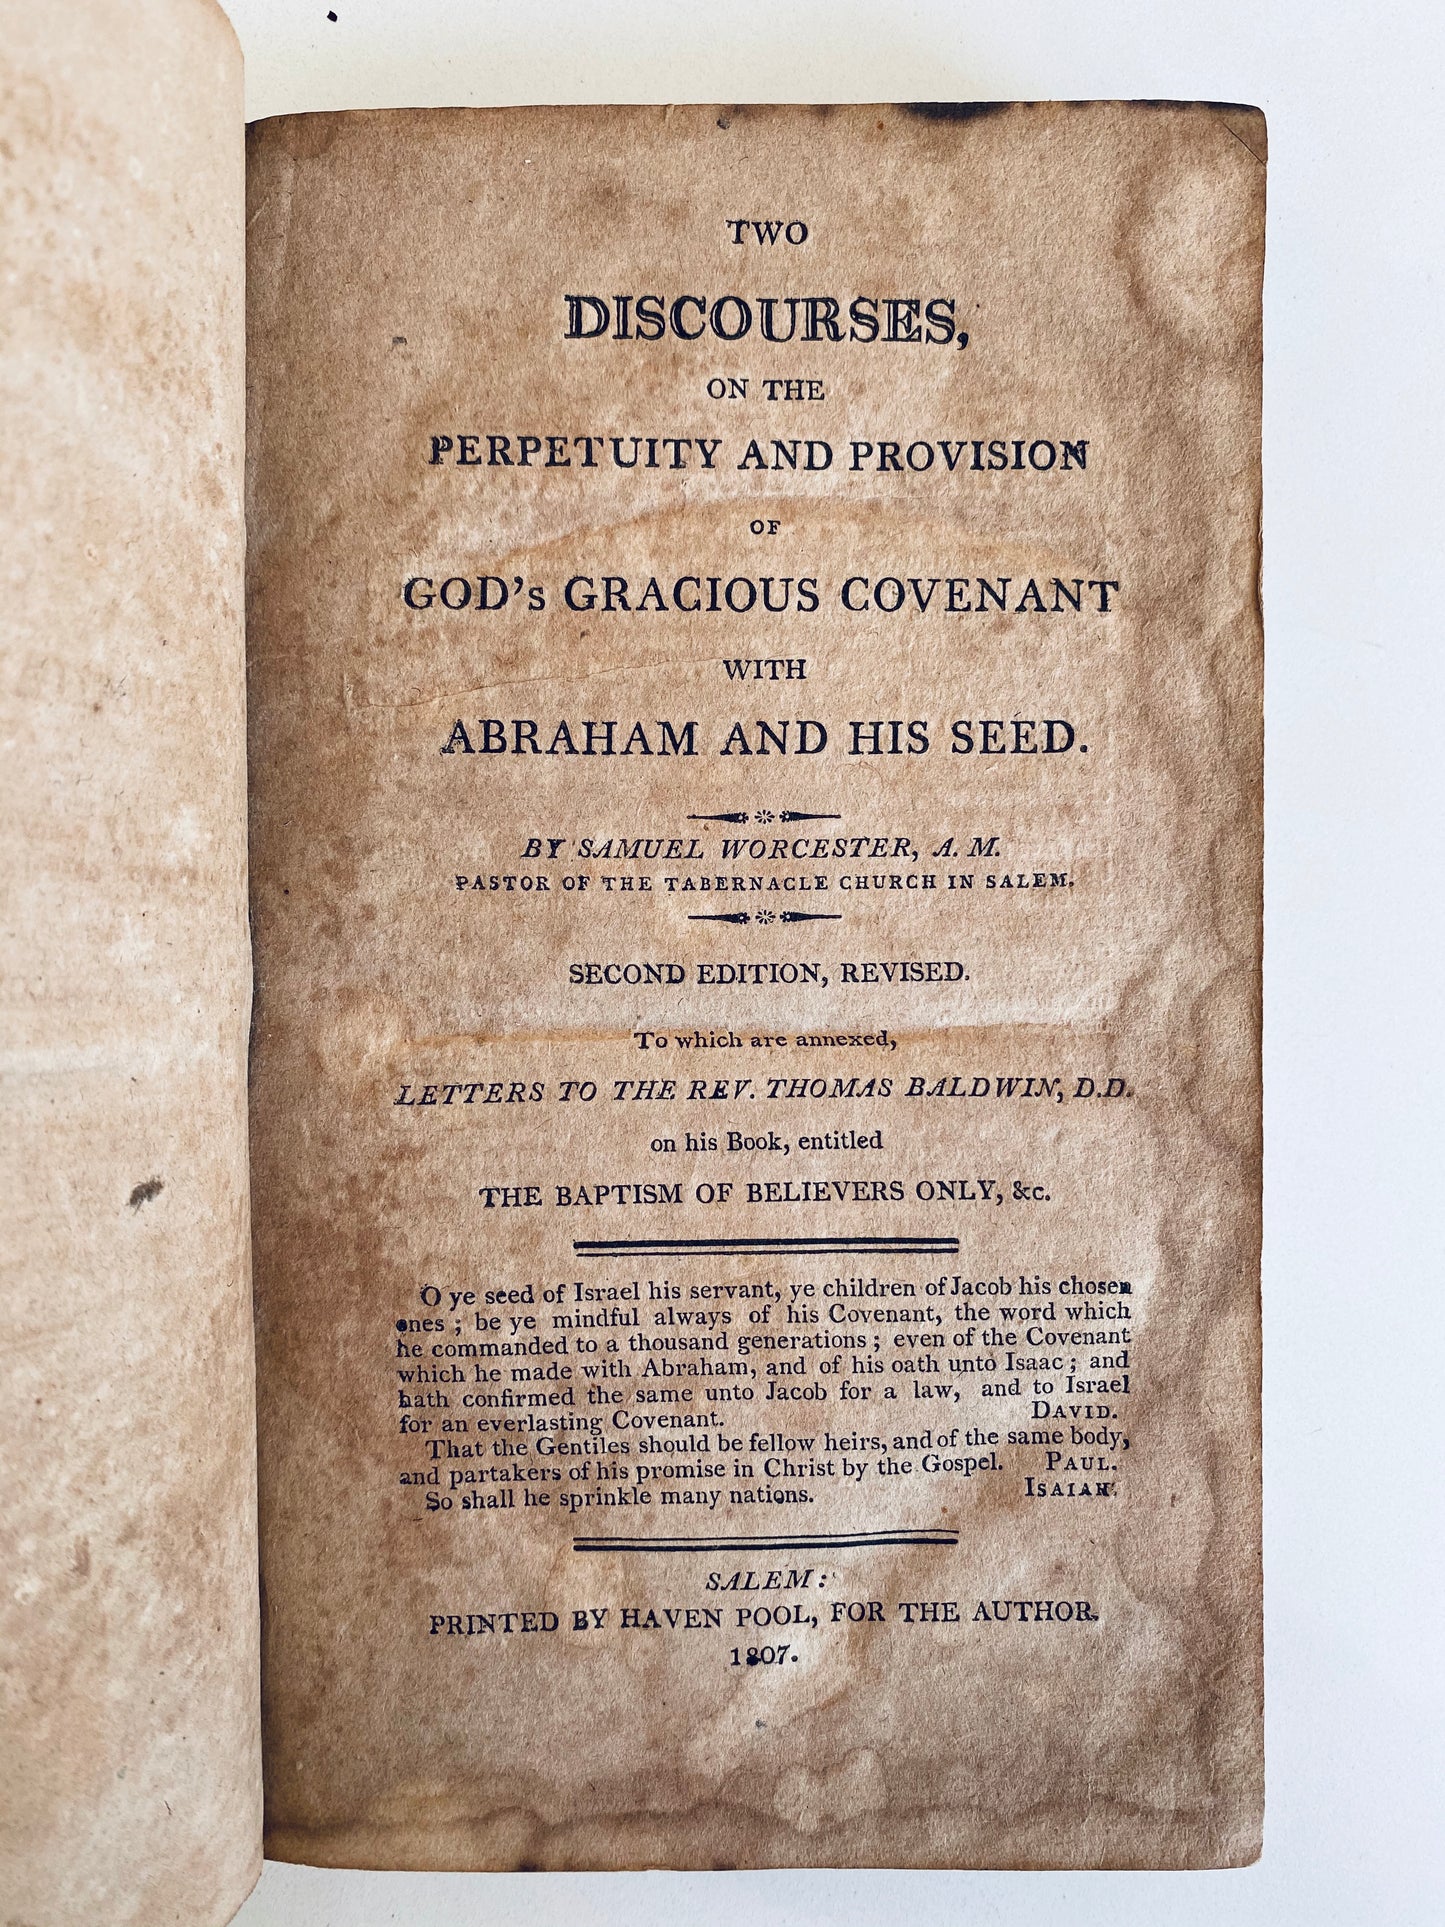 TWO
DISCOURSES,
ON THE
PERPETUITY AND PROVISION
OF
GOD's GRACIOUS COVENANT
WITH
ABRAHAM AND HIS SEED.
BY SAMUEL WORCESTER, A. M.
PASTOR OF THE TABERNACLE CHURCH IN SALEM.
SECOND EDITION, REVISED.
To which are annexed,
LETTERS TO THE REV. THOMAS BALDWIN, D.D.
on his Book, entitled
THE BAPTISM OF BELIEVERS ONLY, &c.
O ye seed of Israel his servant, ye children of Jacob his chosen
ones ; be ye mindful always of his Covenant, the word which
he commanded to a thousand generations ; even of the Covenant
which he made with Abraham, and of his oath unto Isaac ; and
hath confirmed the same unto Jacob for a law, and to Israel
for an everlasting Covenant. DAVID.
That the Gentiles should be fellow heirs, and of the same body,
and partakers of his promise in Christ by the Gospel. PAUL.
So shall he sprinkle many nations. ISAIAH.
SALEM:
PRINTED BY HAVEN POOL, FOR THE AUTHOR.
1807.